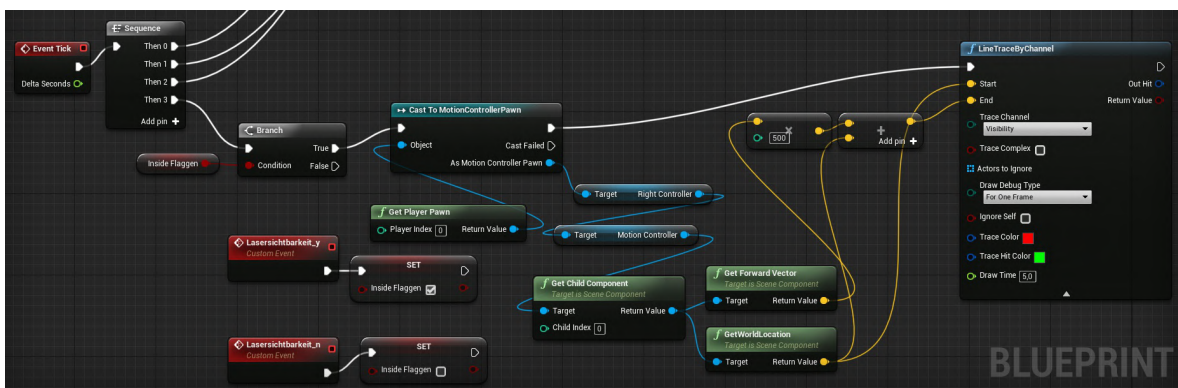 Event Tick
Delta Seconds
Sequence
Then 0
Then 1
Then 2
Then 3
Add pin +
Branch
Condition
True
False
Inside Flaggen
Cast To MotionControllerPawn
Object
Cast Failed
As Motion Controller Pawn
Target
Right Controller
f Get Player Pawn
Player Index 0
Return Value
Target
Motion Controller
Lasersichtbarkeit_y
Custom Event
SET
Inside Flaggen
f Get Child Component
Target is Scene Component
Target
Return Value
Child Index 0
f Get Forward Vector
Target is Scene Component
Target
Return Value
f GetWorldLocation
Target is Scene Component
Target
Return Value
Lasersichtbarkeit_n
Custom Event
SET
Inside Flaggen
×
500
+
Add pin +
f LineTraceByChannel
Start
Out Hit
End
Return Value
Trace Channel
Visibility
Trace Complex
Actors to Ignore
Draw Debug Type
For One Frame
Ignore Self
Trace Color
Trace Hit Color
Draw Time 5,0
BLUEPRINT